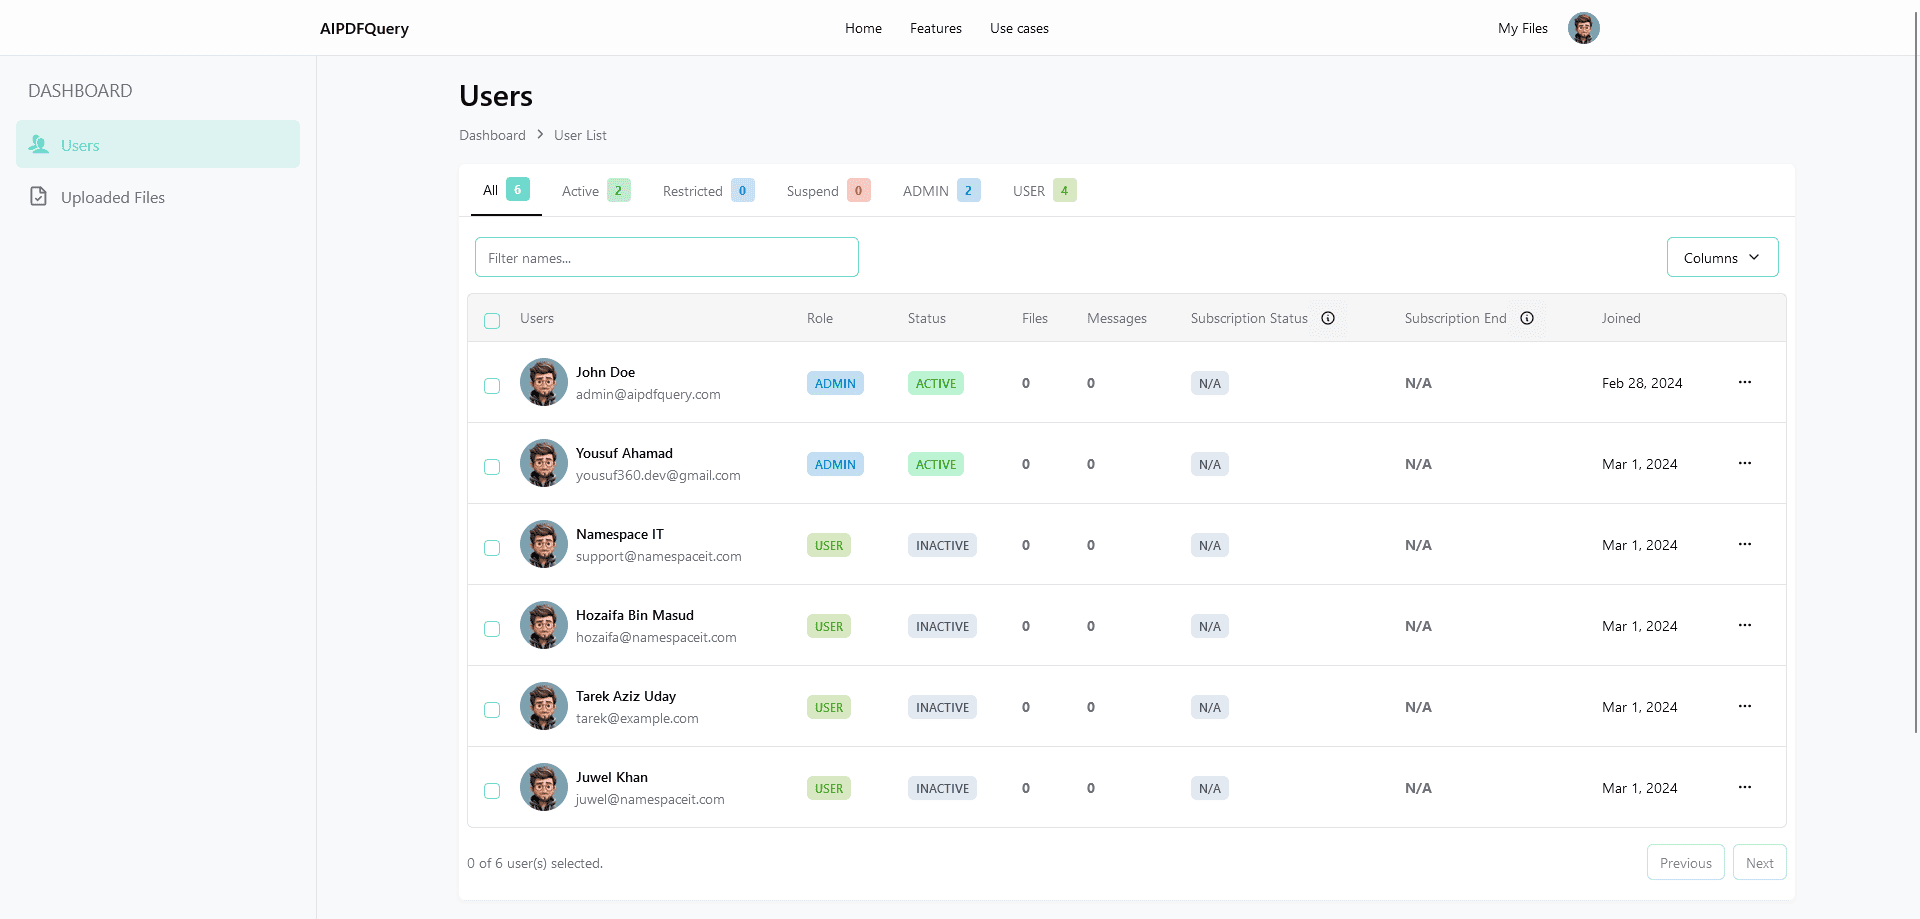 AIPDFQuery Home Features Use cases My Files
DASHBOARD
Users
Uploaded Files
Users
Dashboard User List
All 6 Active 2 Restricted 0 Suspend 0 ADMIN 2 USER 4
Filter names...
Columns
Users Role Status Files Messages Subscription Status Subscription End Joined
John Doe
admin@aipdfquery.com
ADMIN ACTIVE 0 0 N/A N/A Feb 28, 2024
Yousuf Ahamad
yousuf360.dev@gmail.com
ADMIN ACTIVE 0 0 N/A N/A Mar 1, 2024
Namespace IT
support@namespaceit.com
USER INACTIVE 0 0 N/A N/A Mar 1, 2024
Hozaifa Bin Masud
hozaifa@namespaceit.com
USER INACTIVE 0 0 N/A N/A Mar 1, 2024
Tarek Aziz Uday
tarek@example.com
USER INACTIVE 0 0 N/A N/A Mar 1, 2024
Juwel Khan
juwel@namespaceit.com
USER INACTIVE 0 0 N/A N/A Mar 1, 2024
0 of 6 user(s) selected.
Previous Next